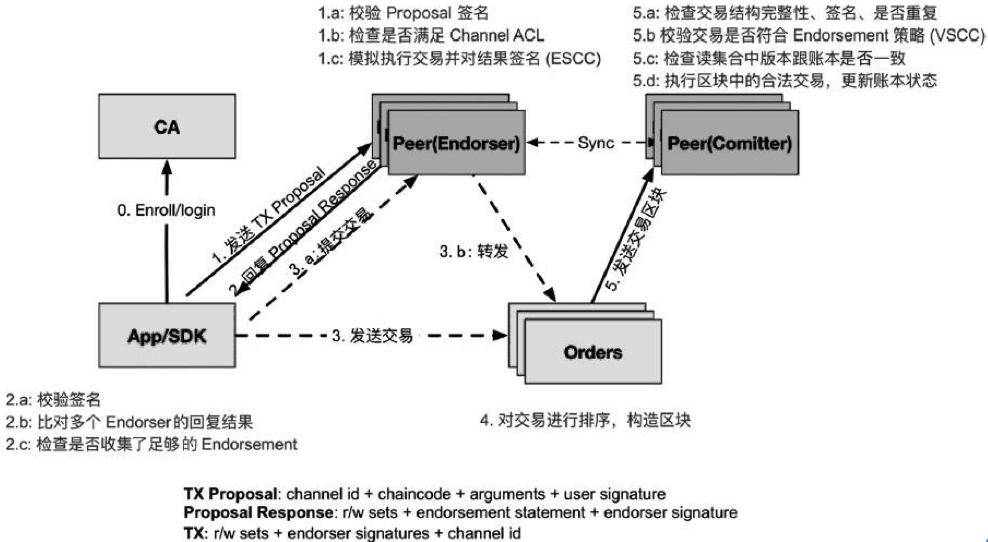 1.a: 校验 Proposal 签名
1.b: 检查是否满足 Channel ACL
1.c: 模拟执行交易并对结果签名 (ESCC)
5.a: 检查交易结构完整性、签名、是否重复
5.b 校验交易是否符合 Endorsement 策略 (VSCC)
5.c: 检查读集合中版本跟账本是否一致
5.d: 执行区块中的合法交易，更新账本状态
CA
Peer(Endorser)
Sync
Peer(Comitter)
0. Enroll/login
1. 发送 TX Proposal
2. 回复 Proposal Response
3. a: 提交交易
3. b: 转发
5. 发送交易区块
App/SDK
3. 发送交易
Orders
2.a: 校验签名
2.b: 比对多个 Endorser的回复结果
2.c: 检查是否收集了足够的 Endorsement
4. 对交易进行排序，构造区块
TX Proposal: channel id + chaincode + arguments + user signature
Proposal Response: r/w sets + endorsement statement + endorser signature
TX: r/w sets + endorser signatures + channel id